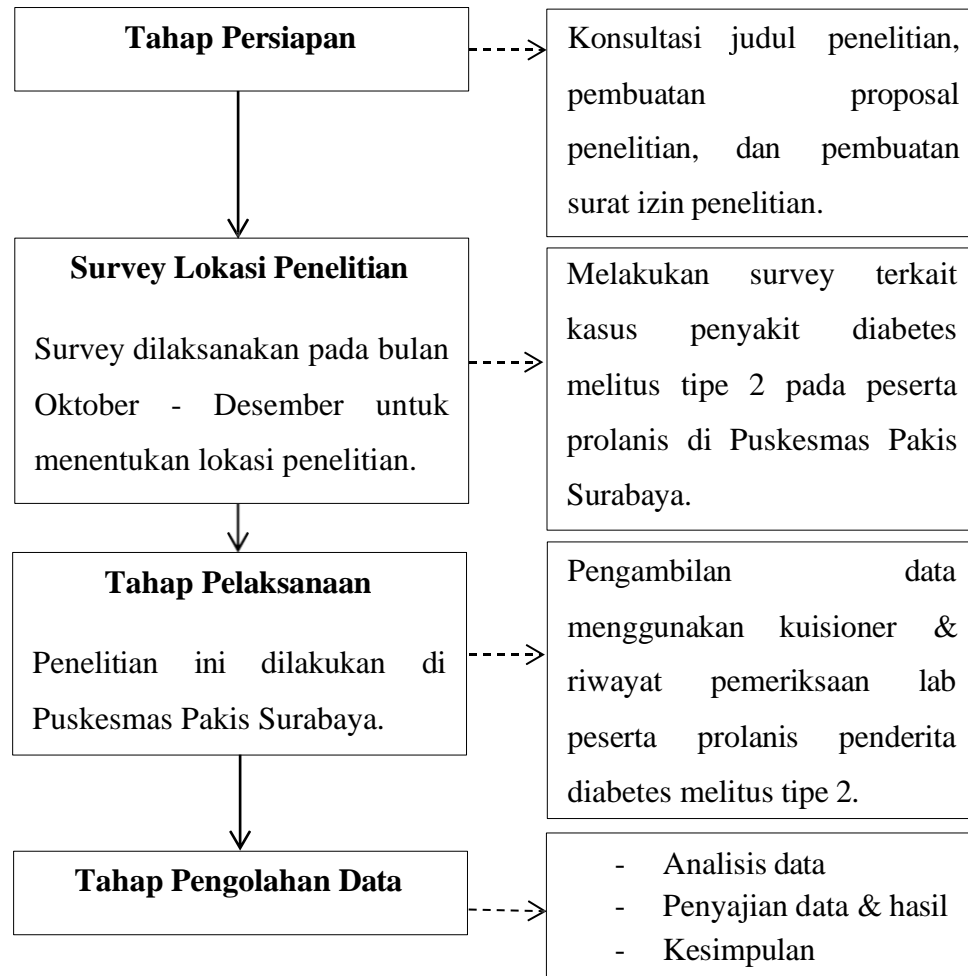 Tahap Persiapan
Konsultasi judul penelitian,
pembuatan proposal
penelitian, dan pembuatan
surat izin penelitian.
Survey Lokasi Penelitian
Survey dilaksanakan pada bulan
Oktober - Desember untuk
menentukan lokasi penelitian.
Melakukan survey terkait
kasus penyakit diabetes
melitus tipe 2 pada peserta
prolanis di Puskesmas Pakis
Surabaya.
Tahap Pelaksanaan
Penelitian ini dilakukan di
Puskesmas Pakis Surabaya.
Pengambilan data
menggunakan kuisioner &
riwayat pemeriksaan lab
peserta prolanis penderita
diabetes melitus tipe 2.
Tahap Pengolahan Data
- Analisis data
- Penyajian data & hasil
- Kesimpulan